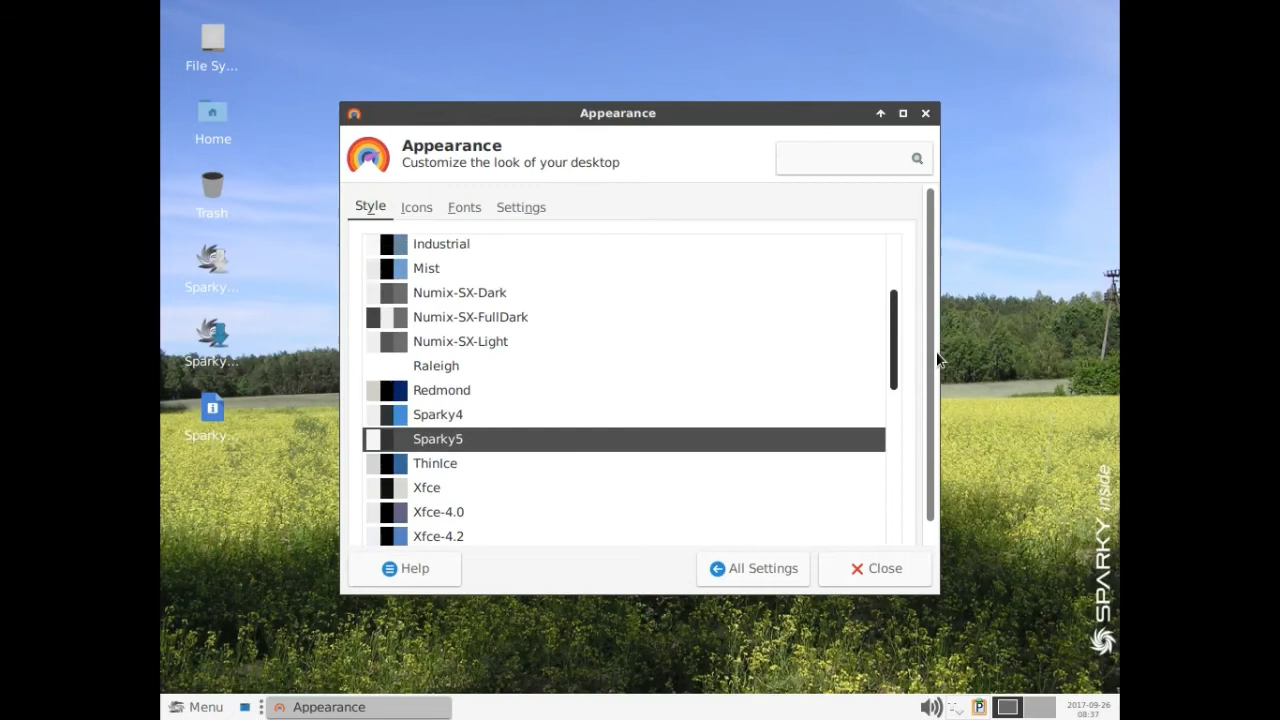 File Sy...
Home
Trash
Sparky...
Sparky...
Sparky...
Appearance
Appearance
Customize the look of your desktop
Style Icons Fonts Settings
Industrial
Mist
Numix-SX-Dark
Numix-SX-FullDark
Numix-SX-Light
Raleigh
Redmond
Sparky4
Sparky5
ThinIce
Xfce
Xfce-4.0
Xfce-4.2
Help All Settings Close
SPARKY inside
Menu Appearance
P
2017-09-26
08:37